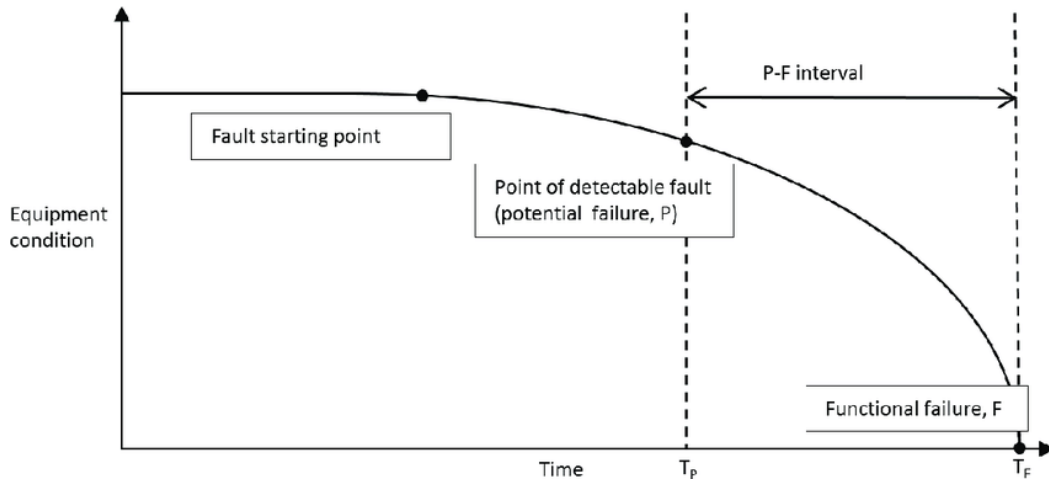 P-F interval
Fault starting point
Point of detectable fault
(potential failure, P)
Equipment
condition
Functional failure, F
Time
TP
TF